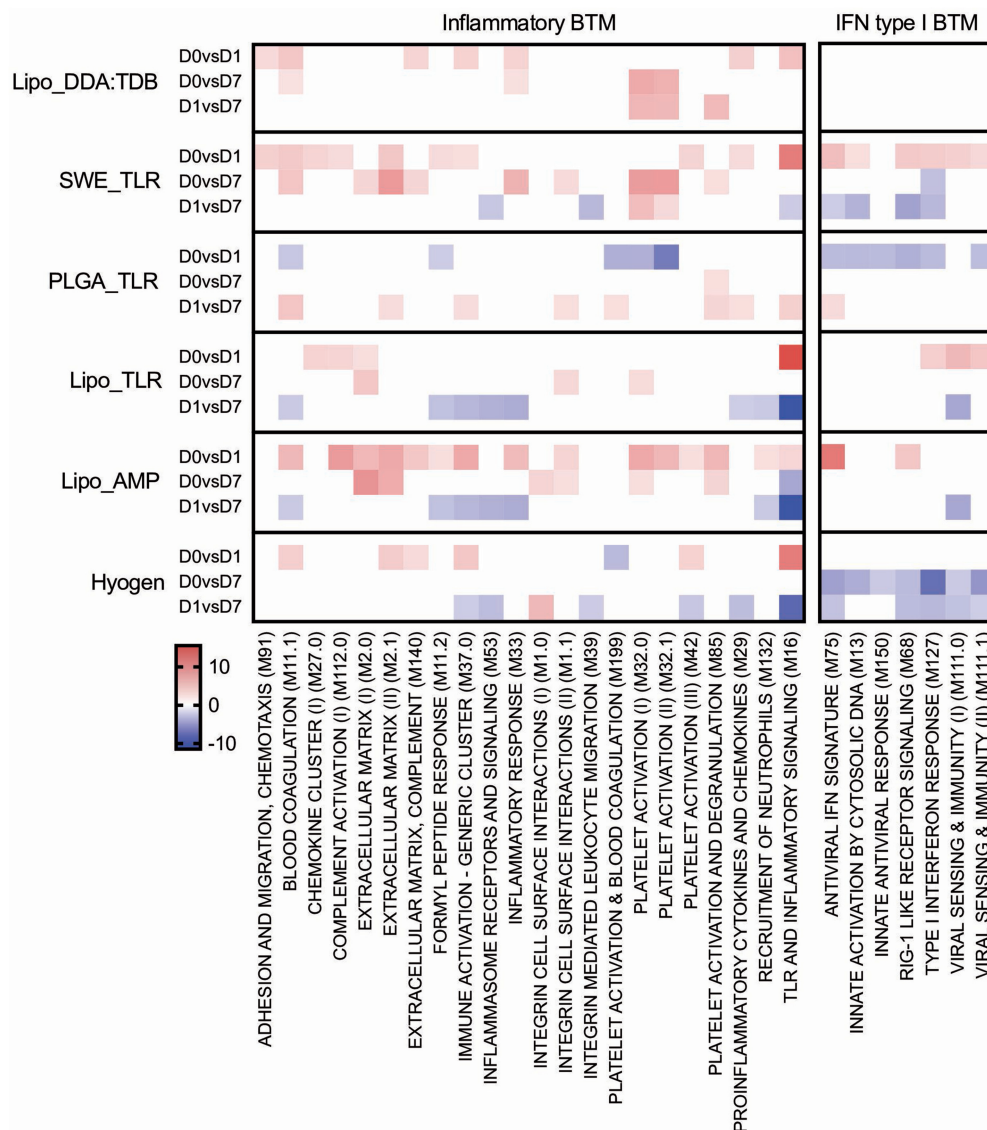 Inflammatory BTM
IFN type I BTM
Lipo_DDA:TDB
D0vsD1
D0vsD7
D1vsD7
SWE_TLR
D0vsD1
D0vsD7
D1vsD7
PLGA_TLR
D0vsD1
D0vsD7
D1vsD7
Lipo_TLR
D0vsD1
D0vsD7
D1vsD7
Lipo_AMP
D0vsD1
D0vsD7
D1vsD7
Hyogen
D0vsD1
D0vsD7
D1vsD7
10
0
-10
ADHESION AND MIGRATION, CHEMOTAXIS (M91)
BLOOD COAGULATION (M11.1)
CHEMOKINE CLUSTER (I) (M27.0)
COMPLEMENT ACTIVATION (I) (M112.0)
EXTRACELLULAR MATRIX (I) (M2.0)
EXTRACELLULAR MATRIX (II) (M2.1)
EXTRACELLULAR MATRIX, COMPLEMENT (M140)
FORMYL PEPTIDE RESPONSE (M11.2)
IMMUNE ACTIVATION - GENERIC CLUSTER (M37.0)
INFLAMMASOME RECEPTORS AND SIGNALING (M53)
INFLAMMATORY RESPONSE (M33)
INTEGRIN CELL SURFACE INTERACTIONS (I) (M1.0)
INTEGRIN CELL SURFACE INTERACTIONS (II) (M1.1)
INTEGRIN MEDIATED LEUKOCYTE MIGRATION (M39)
PLATELET ACTIVATION & BLOOD COAGULATION (M199)
PLATELET ACTIVATION (I) (M32.0)
PLATELET ACTIVATION (II) (M32.1)
PLATELET ACTIVATION (III) (M42)
PLATELET ACTIVATION AND DEGRANULATION (M85)
PROINFLAMMATORY CYTOKINES AND CHEMOKINES (M29)
RECRUITMENT OF NEUTROPHILS (M132)
TLR AND INFLAMMATORY SIGNALING (M16)
ANTIVIRAL IFN SIGNATURE (M75)
INNATE ACTIVATION BY CYTOSOLIC DNA (M13)
INNATE ANTIVIRAL RESPONSE (M150)
RIG-1 LIKE RECEPTOR SIGNALING (M68)
TYPE I INTERFERON RESPONSE (M127)
VIRAL SENSING & IMMUNITY (I) (M111.0)
VIRAL SENSING & IMMUNITY (II) (M111.1)